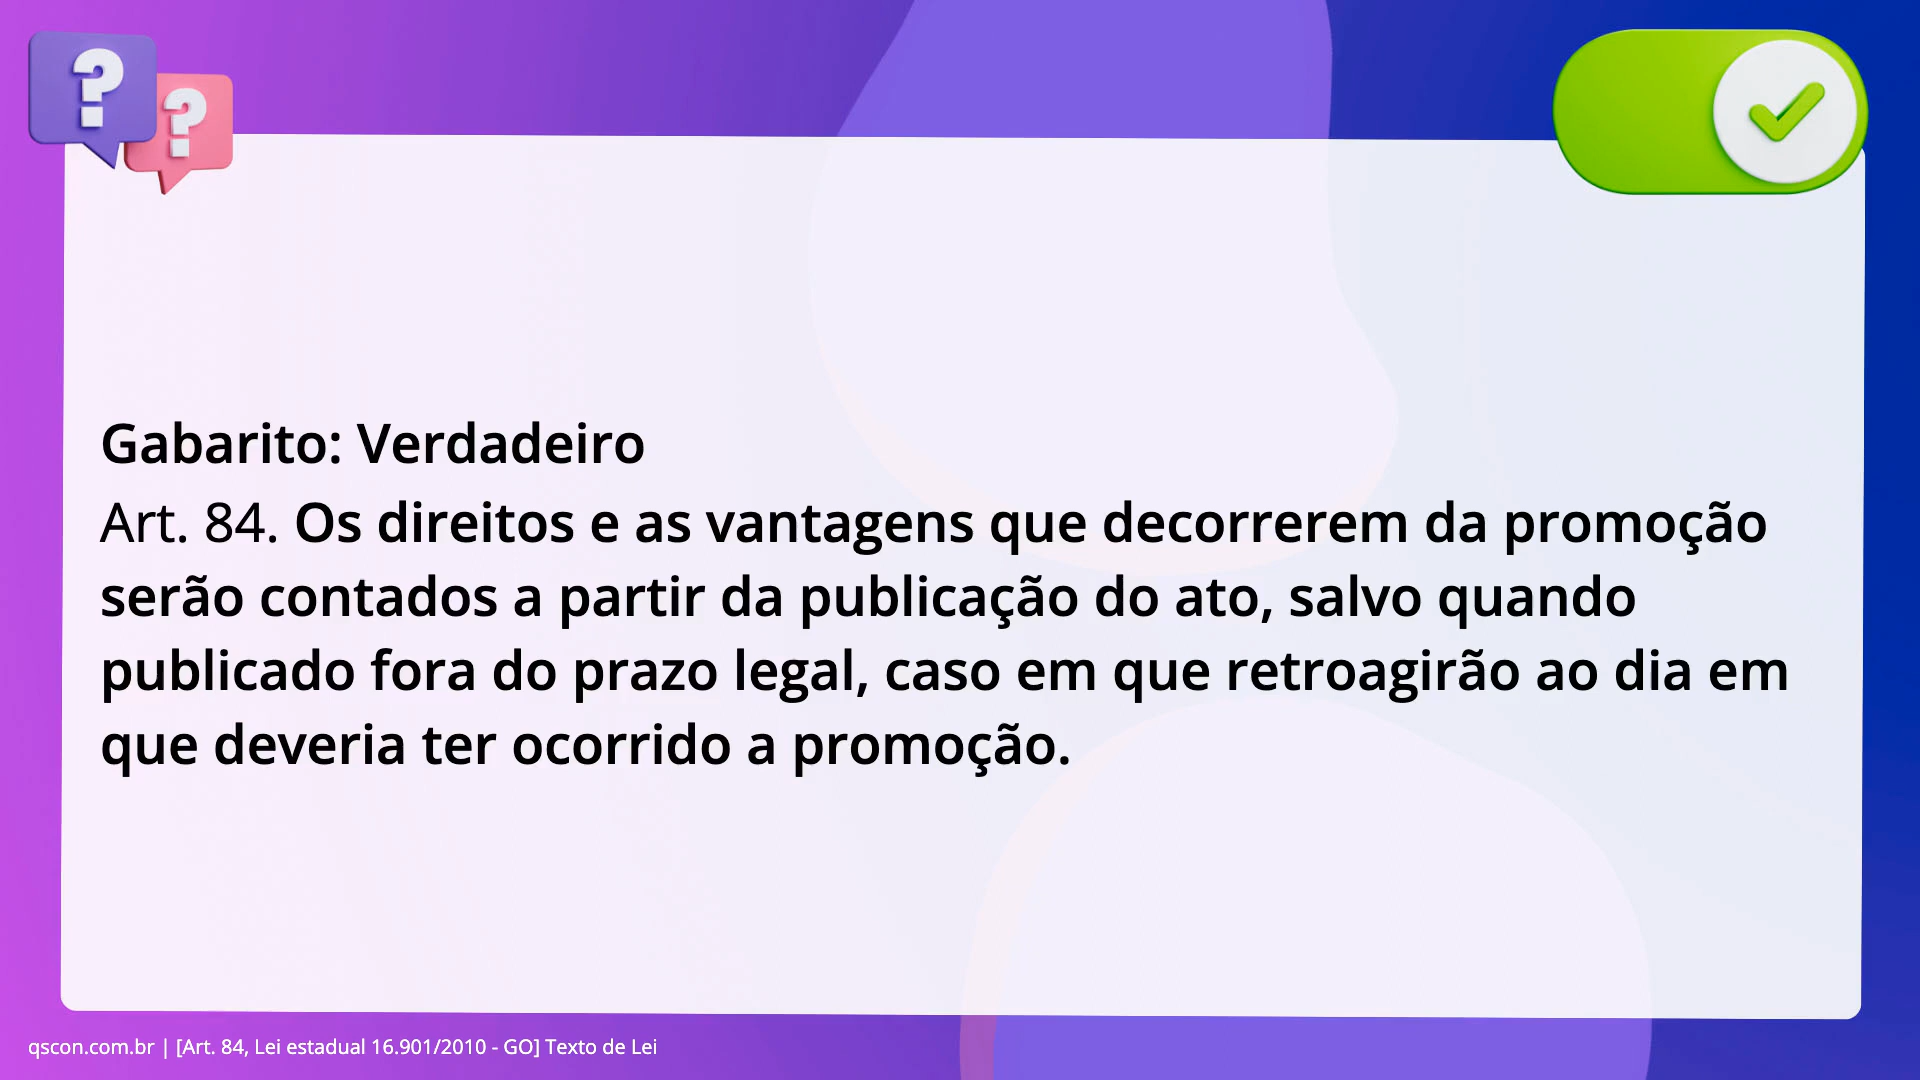 Gabarito: Verdadeiro
Art. 84. Os direitos e as vantagens que decorrerem da promoção
serão contados a partir da publicação do ato, salvo quando
publicado fora do prazo legal, caso em que retroagirão ao dia em
que deveria ter ocorrido a promoção.
qscon.com.br | [Art. 84, Lei estadual 16.901/2010 - GO] Texto de Lei